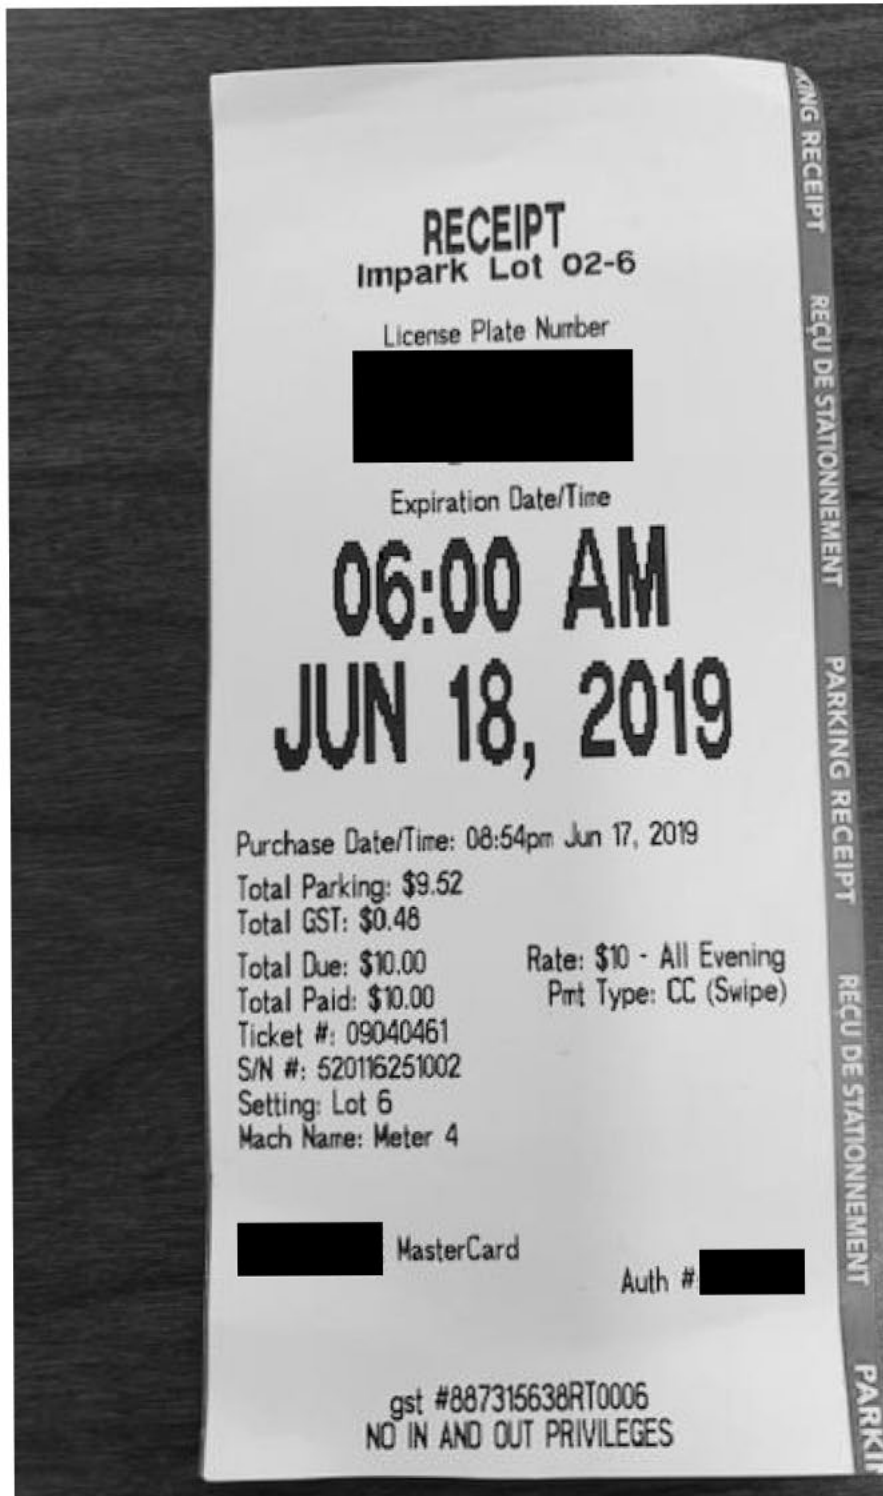 RECEIPT
Impark Lot 02-6
License Plate Number
Expiration Date/Time
06:00 AM
JUN 18, 2019
Purchase Date/Time: 08:54pm Jun 17, 2019
Total Parking: $9.52
Total GST: $0.48
Total Due: $10.00
Rate: $10 - All Evening
Total Paid: $10.00
Pmt Type: CC (Swipe)
Ticket #: 09040461
S/N #: 520116251002
Setting: Lot 6
Mach Name: Meter 4
MasterCard
Auth #:
gst #887315638RT0006
NO IN AND OUT PRIVILEGES
KING RECEIPT
REÇU DE STATIONNEMENT
PARKING RECEIPT
REÇU DE STATIONNEMENT
PARKIN